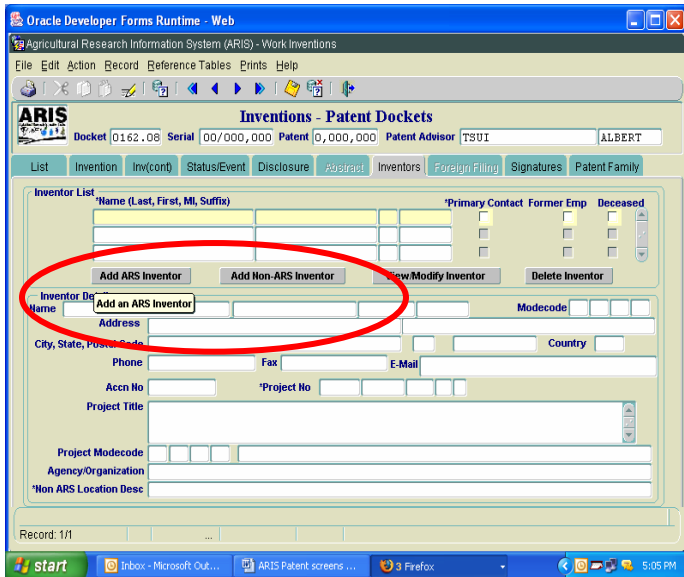 Oracle Developer Forms Runtime - Web
Agricultural Research Information System (ARIS) - Work Inventions
File Edit Action Record Reference Tables Prints Help
ARIS
Inventions - Patent Dockets
Docket 0162.08 Serial 00/000,000 Patent 0,000,000 Patent Advisor TSUI ALBERT
List Invention Inv(cont) Status/Event Disclosure Abstract Inventors Foreign Filing Signatures Patent Family
Inventor List
*Name (Last, First, MI, Suffix) *Primary Contact Former Emp Deceased
Add ARS Inventor Add Non-ARS Inventor View/Modify Inventor Delete Inventor
Inventor
Add an ARS Inventor
Name Modecode
Address
City, State, Postal Code Country
Phone Fax E-Mail
Accn No *Project No
Project Title
Project Modecode
Agency/Organization
*Non ARS Location Desc
Record: 1/1 ...
start Inbox - Microsoft Out... ARIS Patent screens ... 3 Firefox 5:05 PM